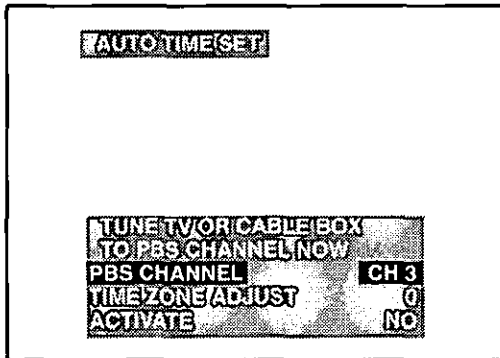 AUTO TIME SET
TUNE TV/OR CABLE BOX
TO PBS CHANNEL NOW
PBS CHANNEL CH 3
TIME ZONE ADJUST 0
ACTIVATE NO